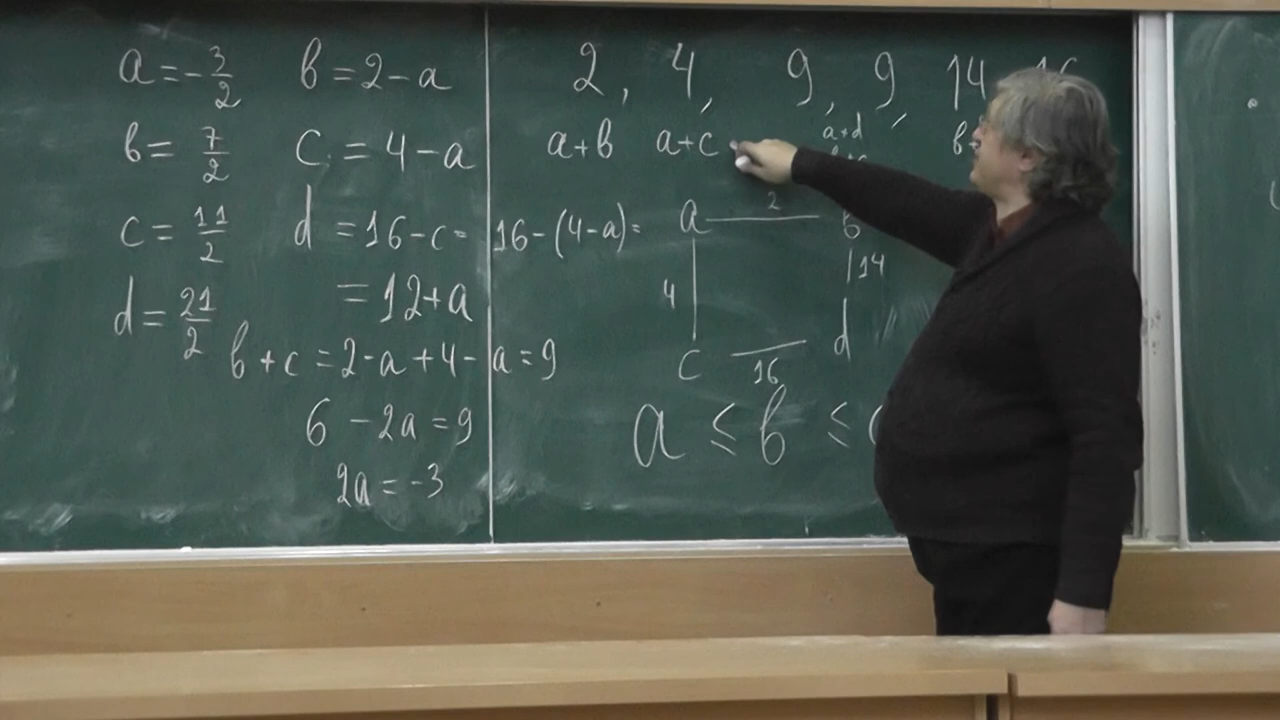 a = -3/2
b = 7/2
c = 11/2
d = 21/2
b = 2 - a
c = 4 - a
d = 16 - c = 16 - (4 - a) =
= 12 + a
b + c = 2 - a + 4 - a = 9
6 - 2a = 9
2a = -3
2, 4, 9, 9, 14 16
a+b a+c a+d
a 2 b
4 14
c 16 d
a ≤ b ≤